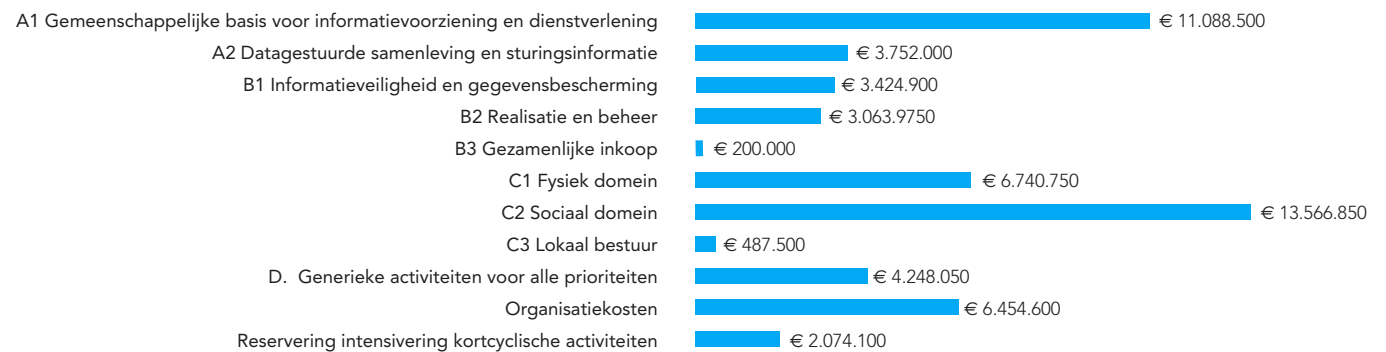 A1 Gemeenschappelijke basis voor informatievoorziening en dienstverlening € 11.088.500
A2 Datagestuurde samenleving en sturingsinformatie € 3.752.000
B1 Informatieveiligheid en gegevensbescherming € 3.424.900
B2 Realisatie en beheer € 3.063.9750
B3 Gezamenlijke inkoop € 200.000
C1 Fysiek domein € 6.740.750
C2 Sociaal domein € 13.566.850
C3 Lokaal bestuur € 487.500
D. Generieke activiteiten voor alle prioriteiten € 4.248.050
Organisatiekosten € 6.454.600
Reservering intensivering kortcyclische activiteiten € 2.074.100